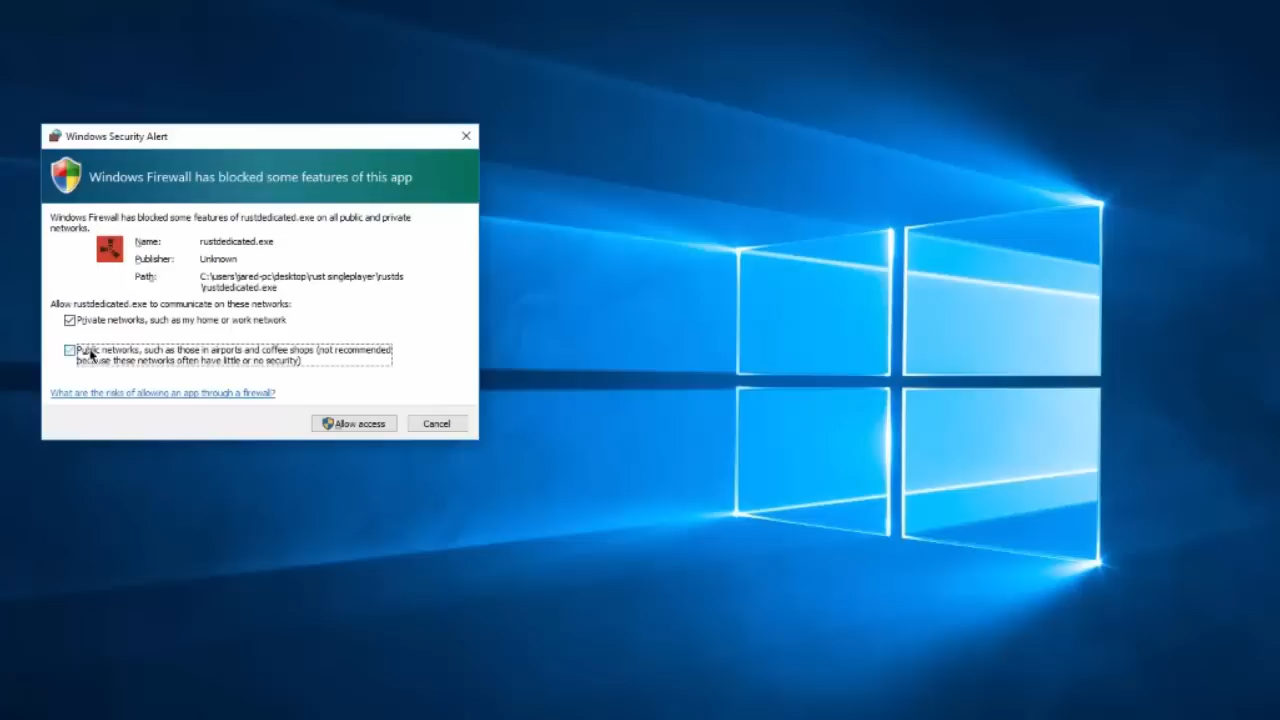 Windows Security Alert
Windows Firewall has blocked some features of this app
Windows Firewall has blocked some features of rustdedicated.exe on all public and private
networks.
Name: rustdedicated.exe
Publisher: Unknown
Path: C:\users\jared-pc\desktop\rust singleplayer\rustds
\rustdedicated.exe
Allow rustdedicated.exe to communicate on these networks:
Private networks, such as my home or work network
Public networks, such as those in airports and coffee shops (not recommended
because these networks often have little or no security)
What are the risks of allowing an app through a firewall?
Allow access Cancel